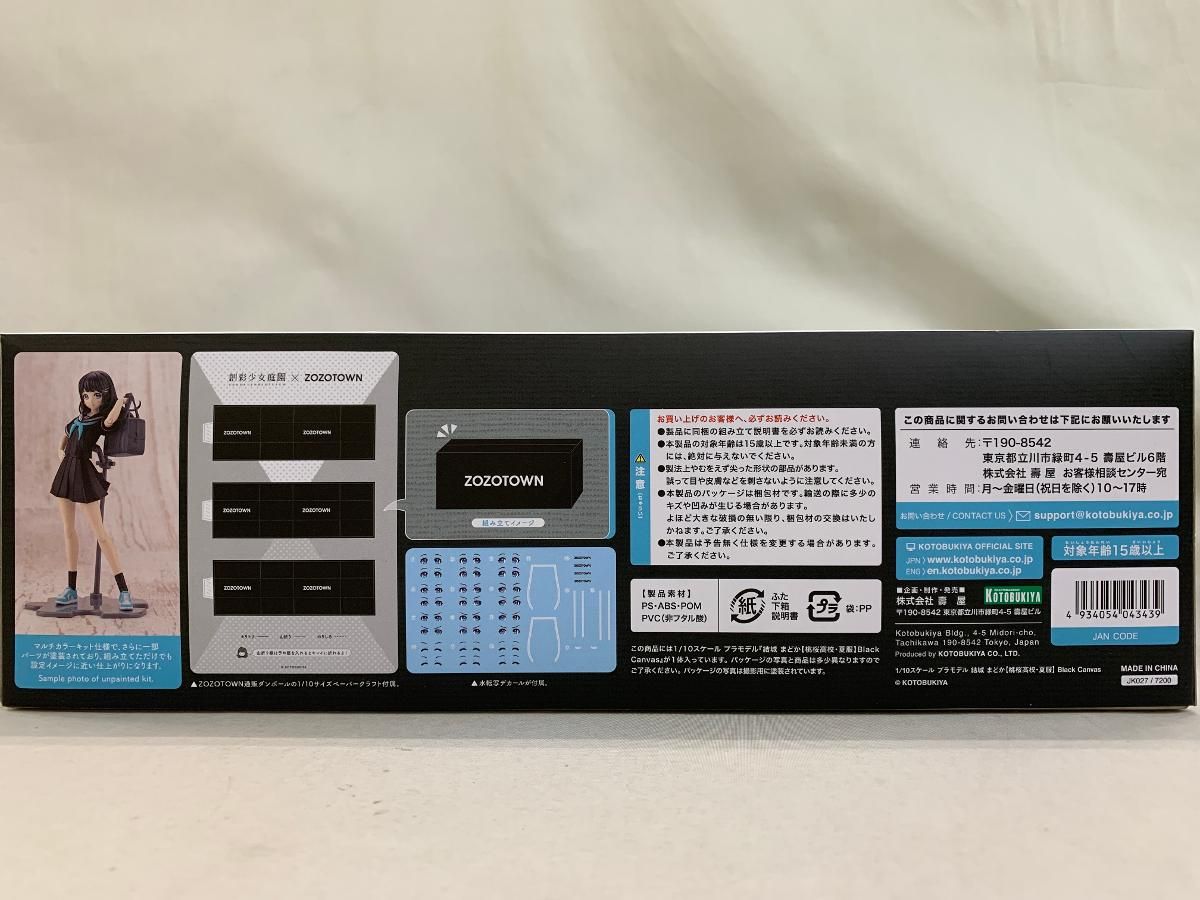 マルチカラーキット仕様で、さらに一部
パーツが塗装されており、組み立てただけでも
設定イメージに近い仕上がりになります。
Sample photo of unpainted kit.
創彩少女庭園 × ZOZOTOWN
ZOZOTOWN ZOZOTOWN
ZOZOTOWN ZOZOTOWN
ZOZOTOWN ZOZOTOWN
▲ZOZOTOWN通販ダンボールの1/10サイズペーパークラフト付属。
ZOZOTOWN
組み立てイメージ
▲水転写デカールが付属。
注意
お買い上げのお客様へ、必ずお読みください。
●製品に同梱の組み立て説明書を必ずお読みください。
●本製品の対象年齢は15歳以上です。対象年齢未満の方
には、絶対に与えないでください。
●製法上やむをえず尖った形状の部品があります。
誤って目や皮膚などを刺さないように注意してください。
●本製品のパッケージは梱包材です。輸送の際に多少の
キズや凹みが生じる場合があります。
よほど大きな破損の無い限り、梱包材の交換はいたし
かねます。ご了承ください。
●本製品は予告無く仕様を変更する場合があります。
ご了承ください。
【製品素材】
PS・ABS・POM
PVC(非フタル酸)
紙
ふた
下箱
説明書
プラ
袋:PP
この商品には1/10スケール プラモデル『結城 まどか【桃桜高校・夏服】Black
Canvas』が1体入っています。パッケージの写真と商品は多少異なりますので
ご了承ください。パッケージの写真は撮影用に塗装されています。
この商品に関するお問い合わせは下記にお願いいたします
連絡先:〒190-8542
東京都立川市緑町4-5 壽屋ビル6階
株式会社 壽屋 お客様相談センター宛
営業時間:月〜金曜日(祝日を除く)10〜17時
お問い合わせ / CONTACT US support@kotobukiya.co.jp
KOTOBUKIYA OFFICIAL SITE
JPN www.kotobukiya.co.jp
ENG en.kotobukiya.co.jp
対象年齢15歳以上
■企画・制作・発売■
株式会社 壽屋
KOTOBUKIYA
〒190-8542 東京都立川市緑町4-5 壽屋ビル
Kotobukiya Bldg., 4-5 Midori-cho,
Tachikawa 190-8542 Tokyo, Japan
Produced by KOTOBUKIYA CO., LTD.
4 934054 043439
JAN CODE
1/10スケール プラモデル 結城 まどか【桃桜高校・夏服】Black Canvas
© KOTOBUKIYA
MADE IN CHINA
JK027 / 7200